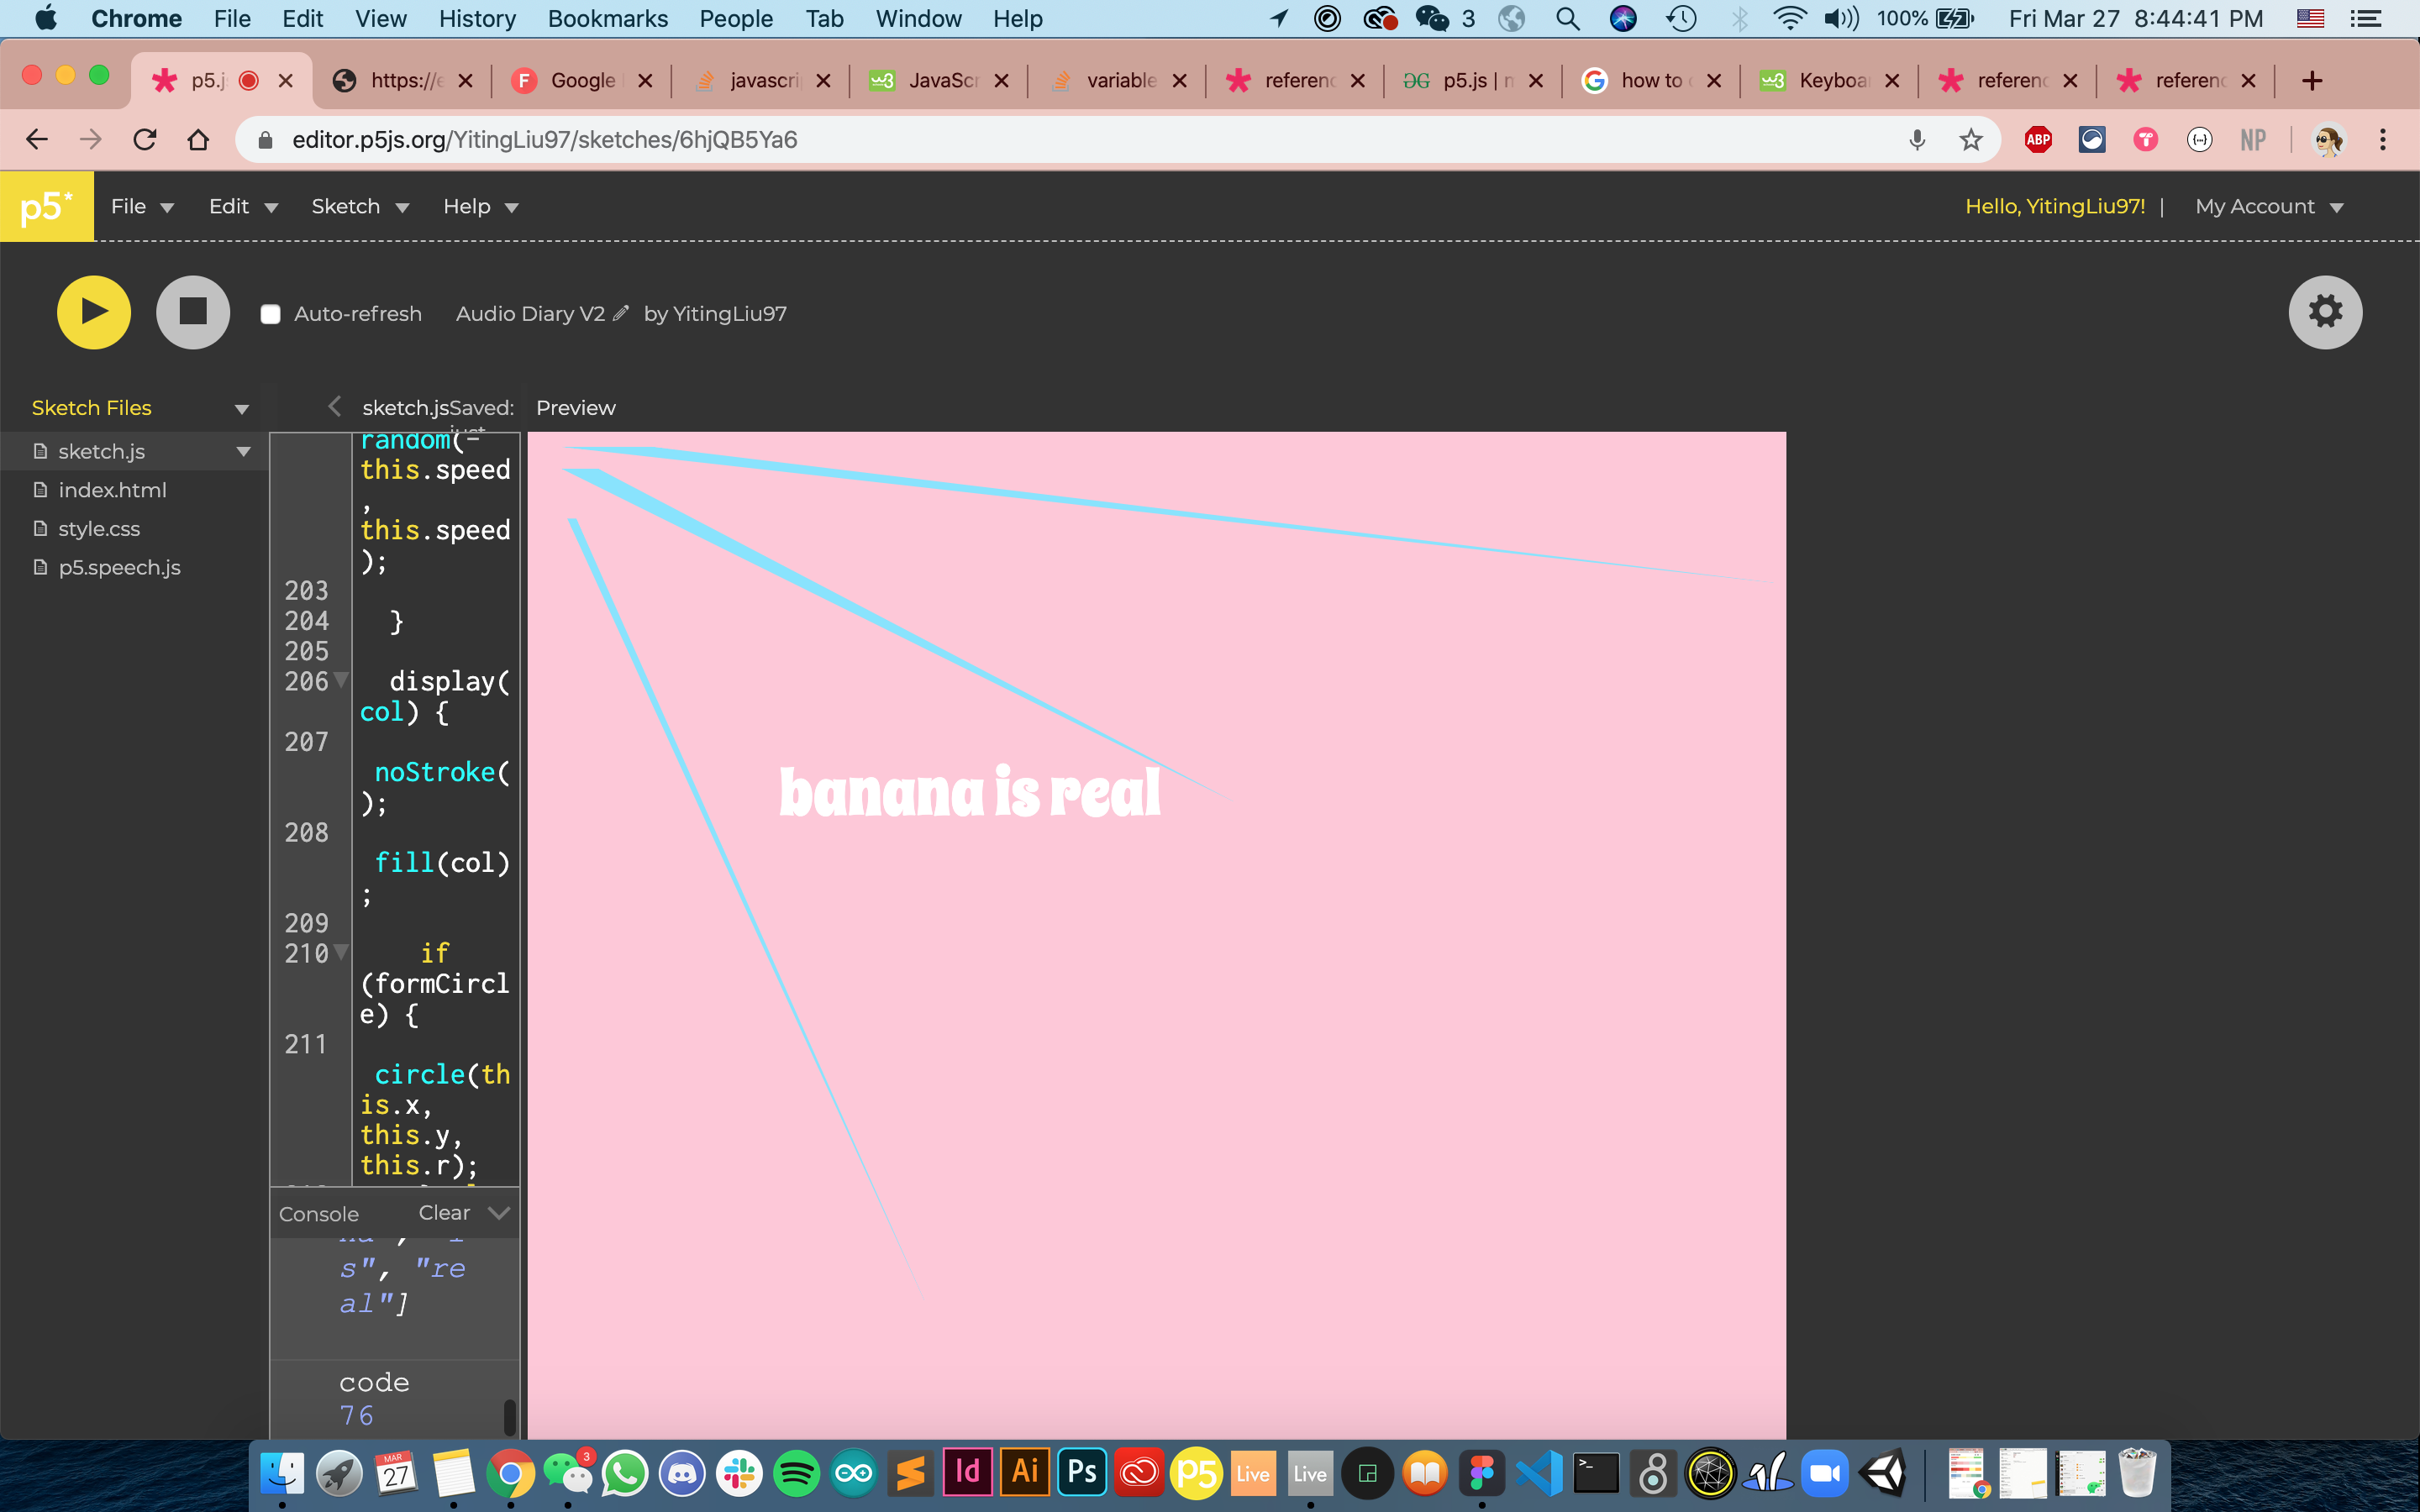 Chrome File Edit View History Bookmarks People Tab Window Help 3 100% Fri Mar 27 8:44:41 PM
p5.j https://e Google javascri JavaScr variable referenc p5.js | n how to Keyboa referenc referenc
editor.p5js.org/YitingLiu97/sketches/6hjQB5Ya6 ABP NP
p5* File Edit Sketch Help Hello, YitingLiu97! | My Account
Auto-refresh Audio Diary V2 by YitingLiu97
Sketch Files
sketch.js
index.html
style.css
p5.speech.js
sketch.js Saved:
Preview
random(-
this.speed
,
this.speed
);
203
204 }
205
206 display(
col) {
207
noStroke(
);
208
fill(col)
;
209
210 if
(formCircl
e) {
211
circle(th
is.x,
this.y,
this.r);
banana is real
Console Clear
s", "re
al"]
code
76
MAR
27
3
Id Ai Ps p5 Live Live